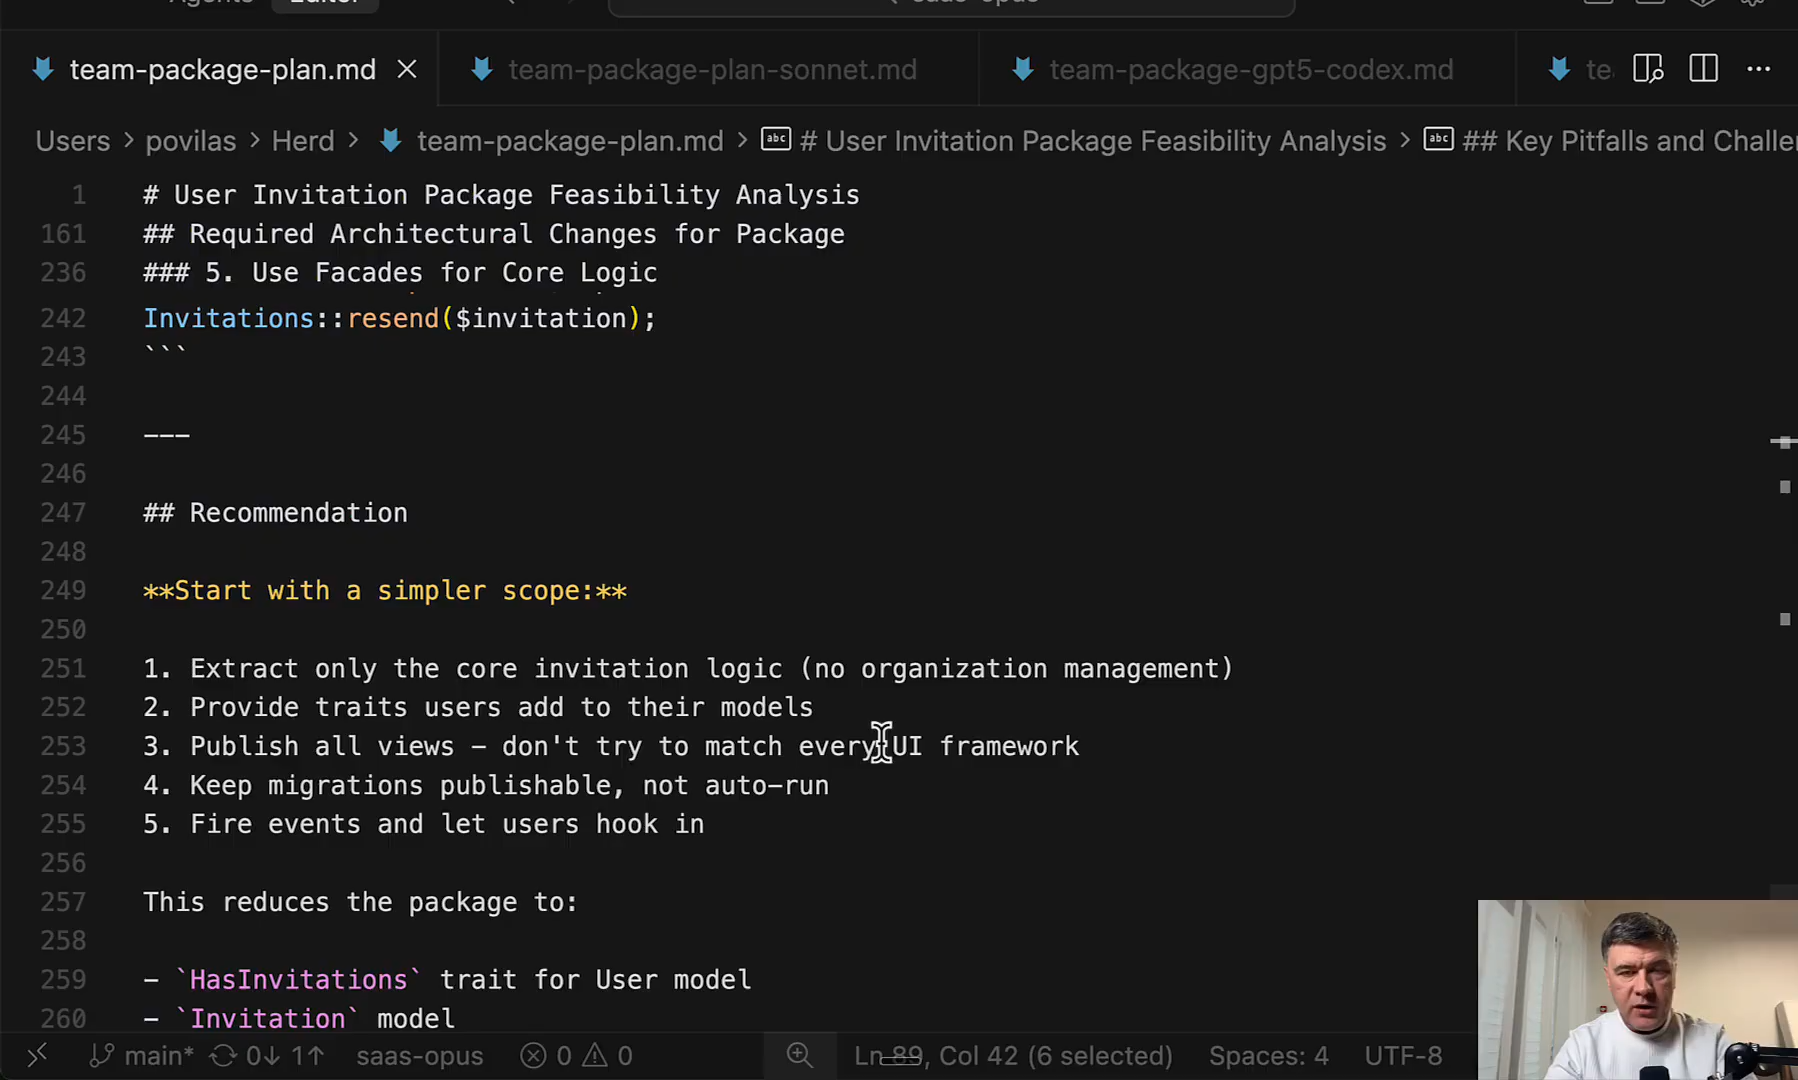 Agents Editor saas-opus
team-package-plan.md team-package-plan-sonnet.md team-package-gpt5-codex.md te
Users > povilas > Herd > team-package-plan.md > # User Invitation Package Feasibility Analysis > ## Key Pitfalls and Challe
1 # User Invitation Package Feasibility Analysis
161 ## Required Architectural Changes for Package
236 ### 5. Use Facades for Core Logic
242 Invitations::resend($invitation);
243 ```
244
245 ---
246
247 ## Recommendation
248
249 **Start with a simpler scope:**
250
251 1. Extract only the core invitation logic (no organization management)
252 2. Provide traits users add to their models
253 3. Publish all views - don't try to match every UI framework
254 4. Keep migrations publishable, not auto-run
255 5. Fire events and let users hook in
256
257 This reduces the package to:
258
259 - `HasInvitations` trait for User model
260 - `Invitation` model
main* 0↓ 1↑ saas-opus 0 0 Ln 89, Col 42 (6 selected) Spaces: 4 UTF-8